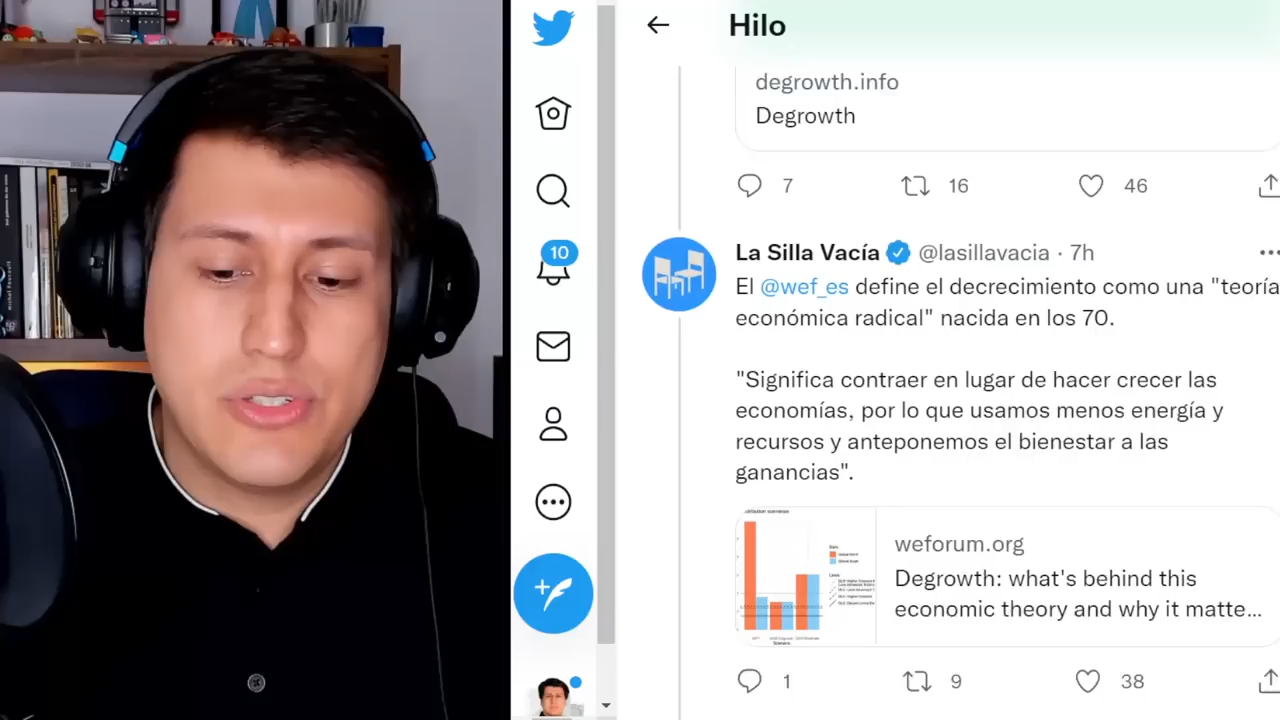 Hilo
degrowth.info
Degrowth
7 16 46
10
La Silla Vacía @lasillavacia · 7h
El @wef_es define el decrecimiento como una "teoría
económica radical" nacida en los 70.
"Significa contraer en lugar de hacer crecer las
economías, por lo que usamos menos energía y
recursos y anteponemos el bienestar a las
ganancias".
weforum.org
Degrowth: what's behind this
economic theory and why it matte...
1 9 38